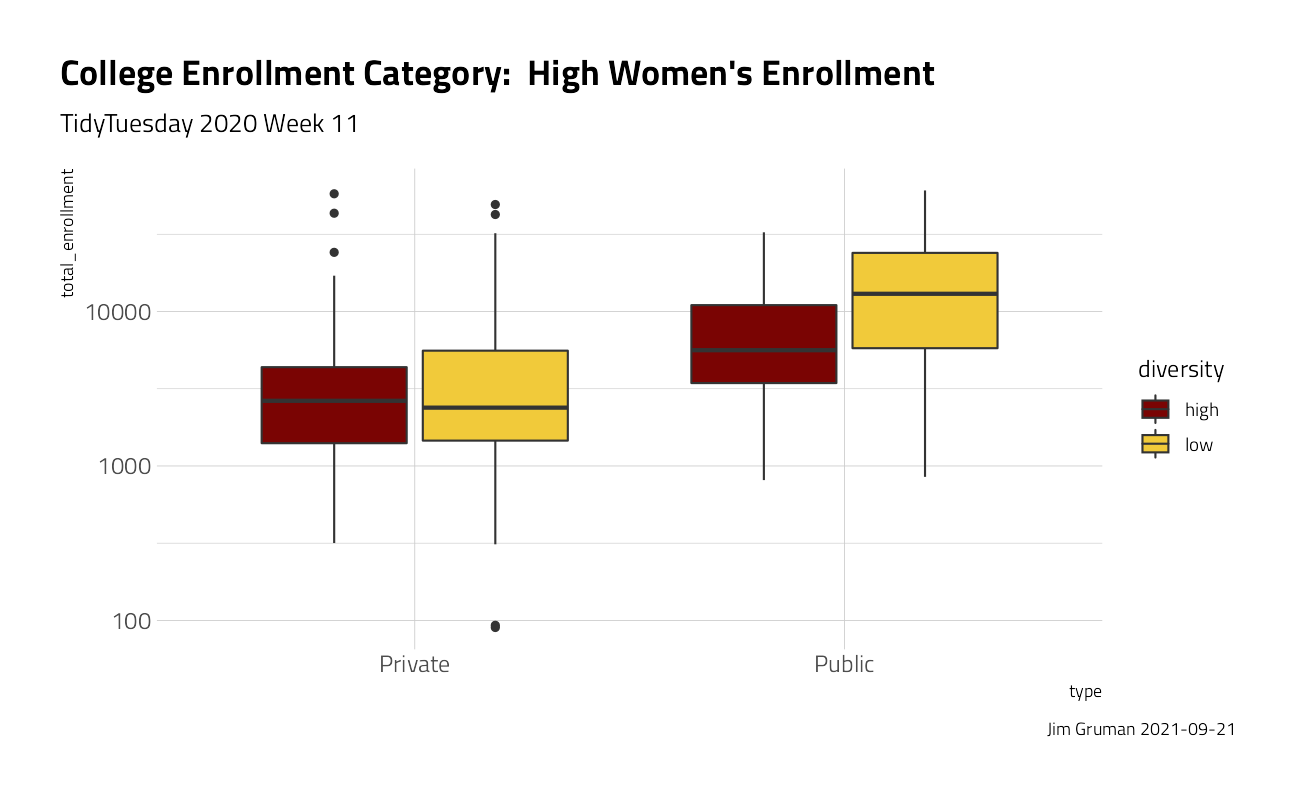 College Enrollment Category:  High Women's Enrollment
TidyTuesday 2020 Week 11
total_enrollment
10000
1000
100
Private
Public
type
diversity
high
low
Jim Gruman 2021-09-21